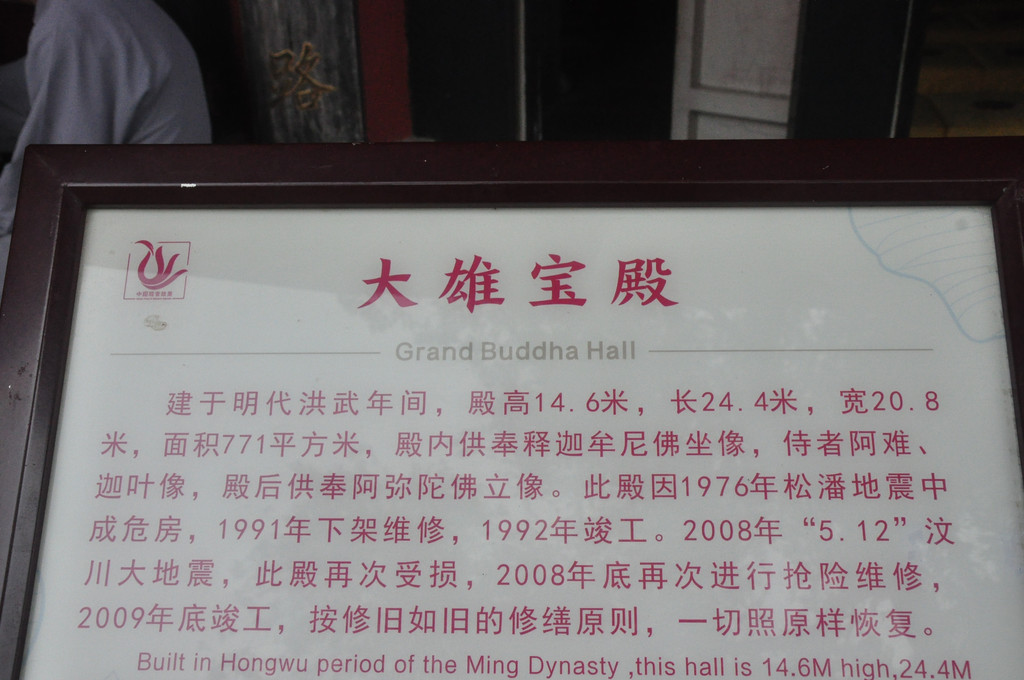 路
大雄宝殿
Grand Buddha Hall
建于明代洪武年间，殿高14.6米，长24.4米，宽20.8
米，面积771平方米，殿内供奉释迦牟尼佛坐像，侍者阿难、
迦叶像，殿后供奉阿弥陀佛立像。此殿因1976年松潘地震中
成危房，1991年下架维修，1992年竣工。2008年“5.12”汶
川大地震，此殿再次受损，2008年底再次进行抢险维修，
2009年底竣工，按修旧如旧的修缮原则，一切照原样恢复。
Built in Hongwu period of the Ming Dynasty ,this hall is 14.6M high,24.4M